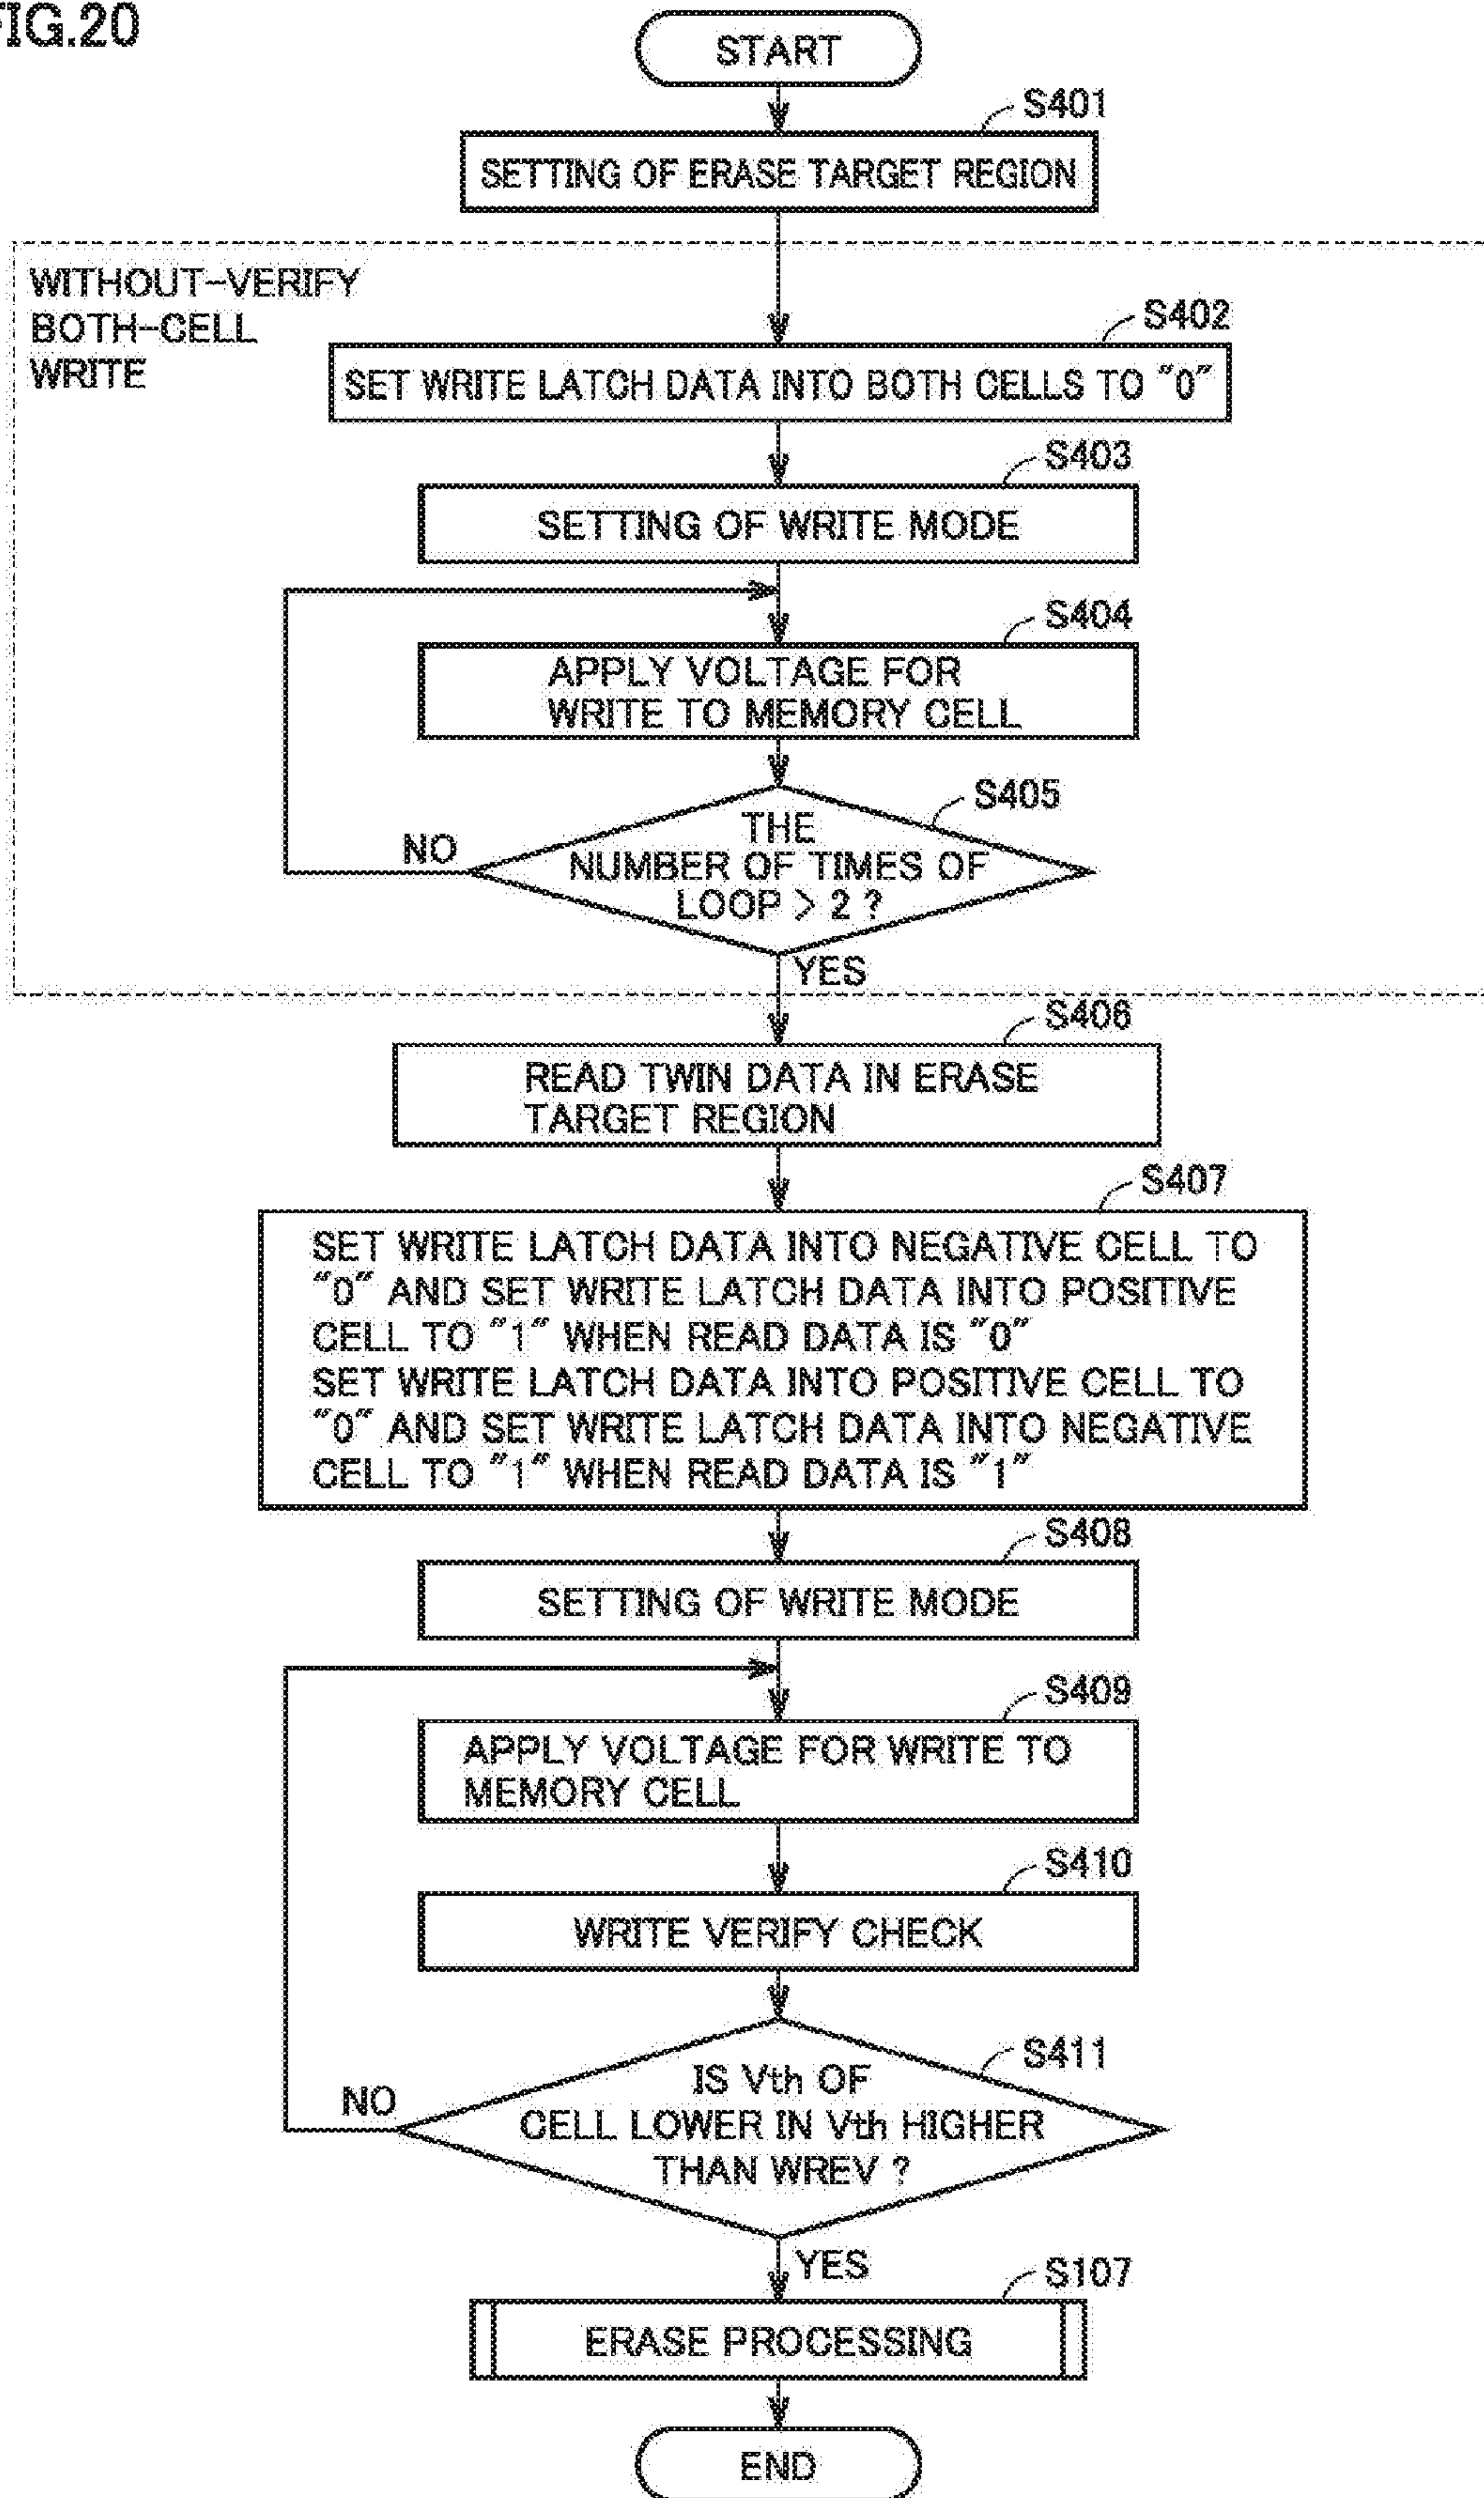 FIG.20
START
S401
SETTING OF ERASE TARGET REGION
WITHOUT-VERIFY
BOTH-CELL
WRITE
S402
SET WRITE LATCH DATA INTO BOTH CELLS TO "0"
S403
SETTING OF WRITE MODE
S404
APPLY VOLTAGE FOR
WRITE TO MEMORY CELL
S405
THE
NUMBER OF TIMES OF
LOOP > 2 ?
NO
YES
S406
READ TWIN DATA IN ERASE
TARGET REGION
S407
SET WRITE LATCH DATA INTO NEGATIVE CELL TO
"0" AND SET WRITE LATCH DATA INTO POSITIVE
CELL TO "1" WHEN READ DATA IS "0"
SET WRITE LATCH DATA INTO POSITIVE CELL TO
"0" AND SET WRITE LATCH DATA INTO NEGATIVE
CELL TO "1" WHEN READ DATA IS "1"
S408
SETTING OF WRITE MODE
S409
APPLY VOLTAGE FOR WRITE TO
MEMORY CELL
S410
WRITE VERIFY CHECK
S411
IS Vth OF
CELL LOWER IN Vth HIGHER
THAN WREV ?
NO
YES
S107
ERASE PROCESSING
END